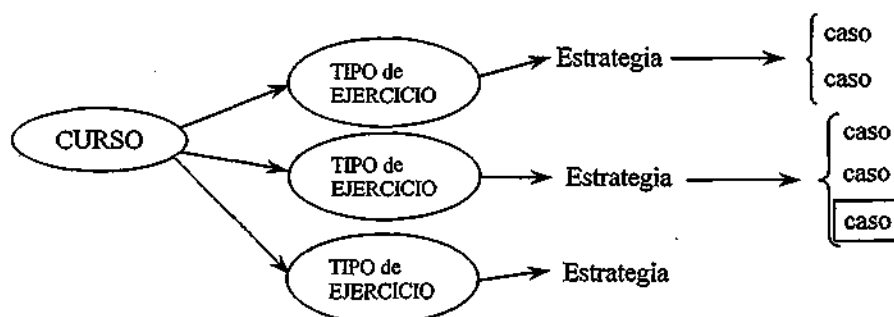 CURSO
TIPO de
EJERCICIO
Estrategia
caso
caso
TIPO de
EJERCICIO
Estrategia
caso
caso
caso
TIPO de
EJERCICIO
Estrategia